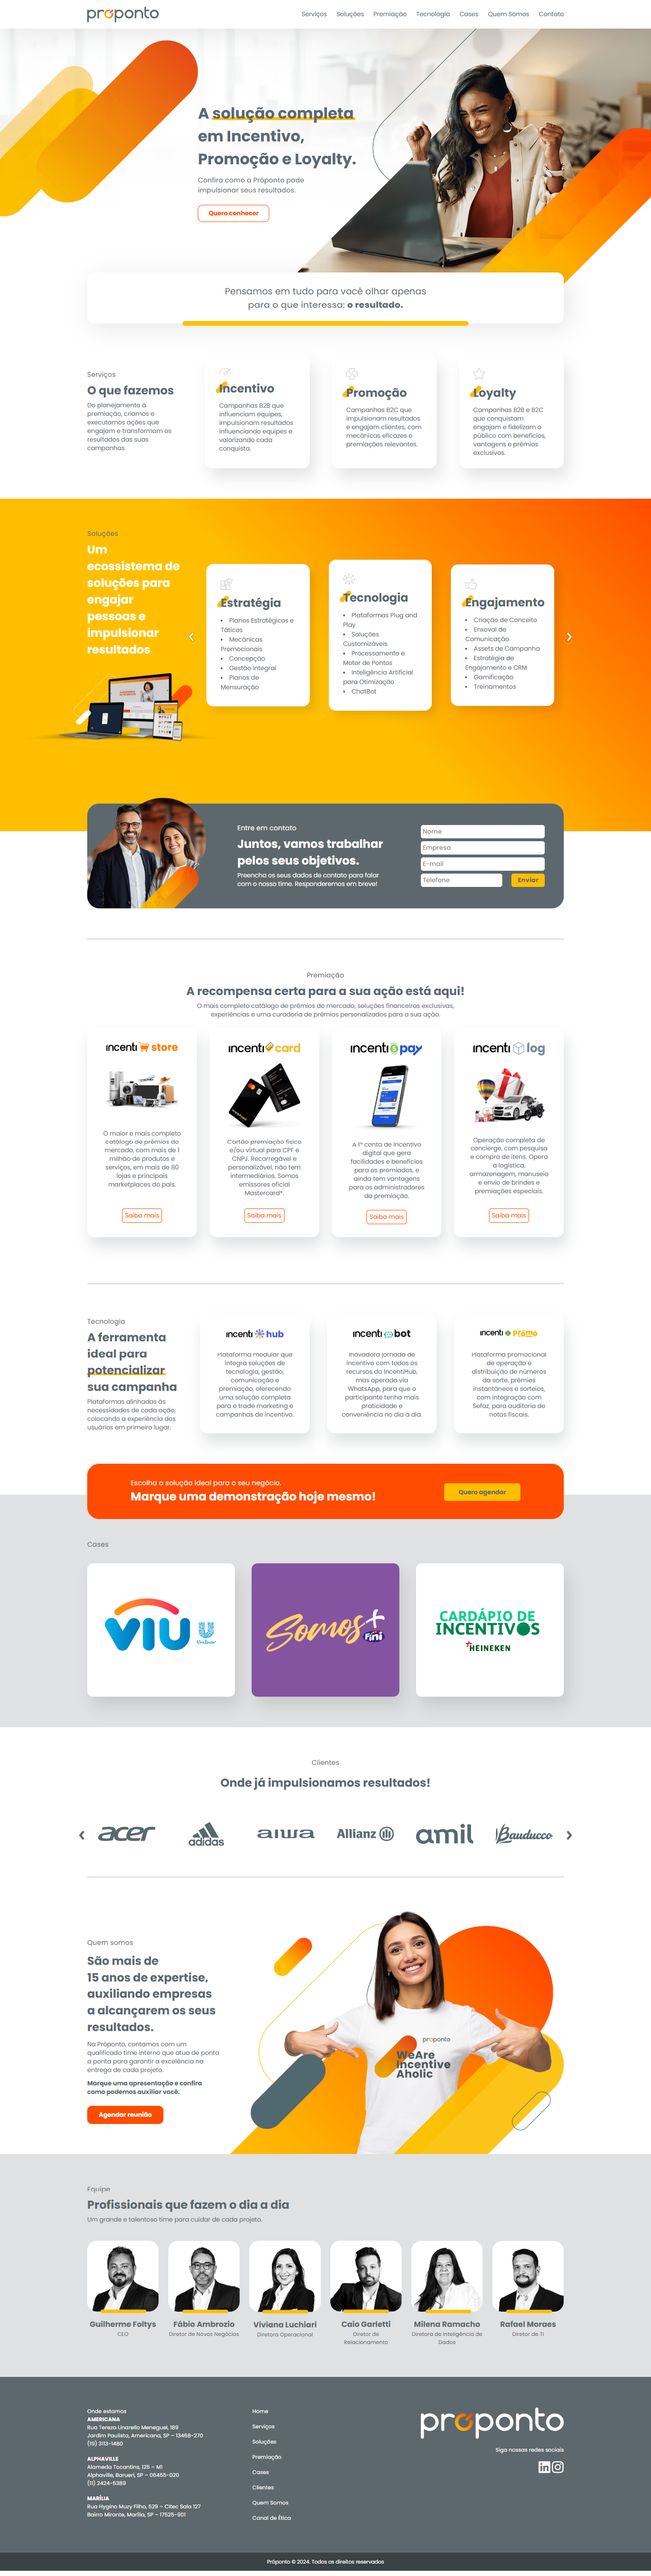 próponto
Serviços Soluções Premiação Tecnologia Cases Quem Somos Contato
A solução completa
em Incentivo,
Promoção e Loyalty.
Confira como a Próponto pode
impulsionar seus resultados.
Quero conhecer
Pensamos em tudo para você olhar apenas
para o que interessa: o resultado.
Serviços
O que fazemos
Do planejamento à
premiação, criamos e
executamos ações que
engajam e transformam os
resultados das suas
campanhas.
Incentivo
Campanhas B2B que
influenciam equipes,
impulsionam resultados
influenciando equipes e
valorizando cada
conquista.
Promoção
Campanhas B2C que
impulsionam resultados
e engajam clientes, com
mecânicas eficazes e
premiações relevantes.
Loyalty
Campanhas B2B e B2C
que conquistam
engajam e fidelizam o
público com benefícios,
vantagens e prêmios
exclusivos.
Soluções
Um
ecossistema de
soluções para
engajar
pessoas e
impulsionar
resultados
Estratégia
• Planos Estratégicos e
Táticos
• Mecânicas
Promocionais
• Concepção
• Gestão Integral
• Planos de
Mensuração
Tecnologia
• Plataformas Plug and
Play
• Soluções
Customizáveis
• Processamento e
Motor de Pontos
• Inteligência Artificial
para Otimização
• ChatBot
Engajamento
• Criação de Conceito
• Enxoval de
Comunicação
• Assets de Campanha
• Estratégia de
Engajamento e CRM
• Gamificação
• Treinamentos
Entre em contato
Juntos, vamos trabalhar
pelos seus objetivos.
Preencha os seus dados de contato para falar
com o nosso time. Responderemos em breve!
Nome
Empresa
E-mail
Telefone
Enviar
Premiação
A recompensa certa para a sua ação está aqui!
O mais completo catálogo de prêmios do mercado, soluções financeiras exclusivas,
experiências e uma curadoria de prêmios personalizados para a sua ação.
incenti store
O maior e mais completo
catálogo de prêmios do
mercado, com mais de 1
milhão de produtos e
serviços, em mais de 80
lojas e principais
marketplaces do país.
Saiba mais
incenti card
Cartão premiação físico
e/ou virtual para CPF e
CNPJ. Recarregável e
personalizável, não tem
intermediários. Somos
emissores oficial
Mastercard®.
Saiba mais
incenti pay
A 1ª conta de Incentivo
digital que gera
facilidades e benefícios
para os premiados, e
ainda tem vantagens
para os administradores
da premiação.
Saiba mais
incenti log
Operação completa de
concierge, com pesquisa
e compra de itens. Opera
a logística,
armazenagem, manuseio
e envio de brindes e
premiações especiais.
Saiba mais
Tecnologia
A ferramenta
ideal para
potencializar
sua campanha
Plataformas alinhadas às
necessidades de cada ação,
colocando a experiência dos
usuários em primeiro lugar.
incenti hub
Plataforma modular que
integra soluções de
tecnologia, gestão,
comunicação e
premiação, oferecendo
uma solução completa
para o trade marketing e
campanhas de incentivo.
incenti bot
Inovadora jornada de
incentivo com todos os
recursos do IncentiHub,
mas operada via
WhatsApp, para que o
participante tenha mais
praticidade e
conveniência no dia a dia.
incenti promo
Plataforma promocional
de operação e
distribuição de números
da sorte, prêmios
instantâneos e sorteios,
com integração com
Sefaz, para auditoria de
notas fiscais.
Escolha a solução ideal para o seu negócio.
Marque uma demonstração hoje mesmo!
Quero agendar
Cases
VIU
Unilever
Somos+
Fini
CARDÁPIO DE
INCENTIVOS
HEINEKEN
Clientes
Onde já impulsionamos resultados!
acer
adidas
aiwa
Allianz
amil
Bauducco
Quem somos
São mais de
15 anos de expertise,
auxiliando empresas
a alcançarem os seus
resultados.
Na Próponto, contamos com um
qualificado time interno que atua de ponta
a ponta para garantir a excelência na
entrega de cada projeto.
Marque uma apresentação e confira
como podemos auxiliar você.
Agendar reunião
próponto
WeAre
Incentive
Aholic
Equipe
Profissionais que fazem o dia a dia
Um grande e talentoso time para cuidar de cada projeto.
Guilherme Foltys
CEO
Fábio Ambrozio
Diretor de Novos Negócios
Viviana Luchiari
Diretora Operacional
Caio Garletti
Diretor de
Relacionamento
Milena Ramacho
Diretora de Inteligência de
Dados
Rafael Moraes
Diretor de TI
Onde estamos
AMERICANA
Rua Tereza Linarello Meneguel, 189
Jardim Paulista, Americana, SP – 13468-270
(19) 3113-1480
ALPHAVILLE
Alameda Tocantins, 125 – M1
Alphaville, Barueri, SP – 06455-020
(11) 2424-5389
MARÍLIA
Rua Hygino Muzy Filho, 529 – Citec Sala 127
Bairro Mironte, Marília, SP – 17525-901
Home
Serviços
Soluções
Premiação
Cases
Clientes
Quem Somos
Canal de Ética
próponto
Siga nossas redes sociais
Próponto © 2024. Todos os direitos reservados